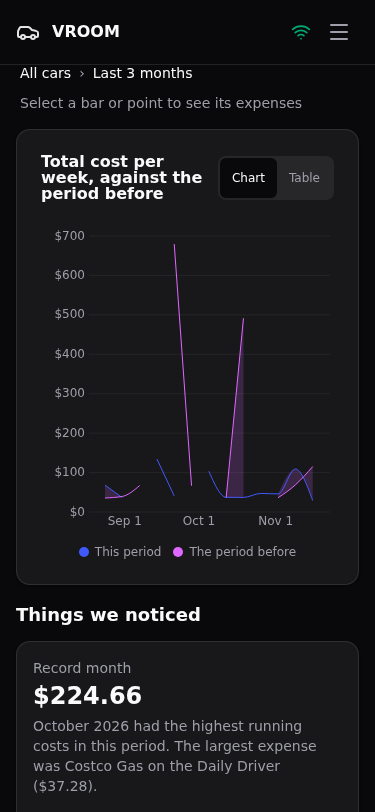 VROOM
All cars › Last 3 months
Select a bar or point to see its expenses
Total cost per
week, against the
period before
Chart
Table
$700
$600
$500
$400
$300
$200
$100
$0
Sep 1
Oct 1
Nov 1
This period
The period before
Things we noticed
Record month
$224.66
October 2026 had the highest running
costs in this period. The largest expense
was Costco Gas on the Daily Driver
($37.28).